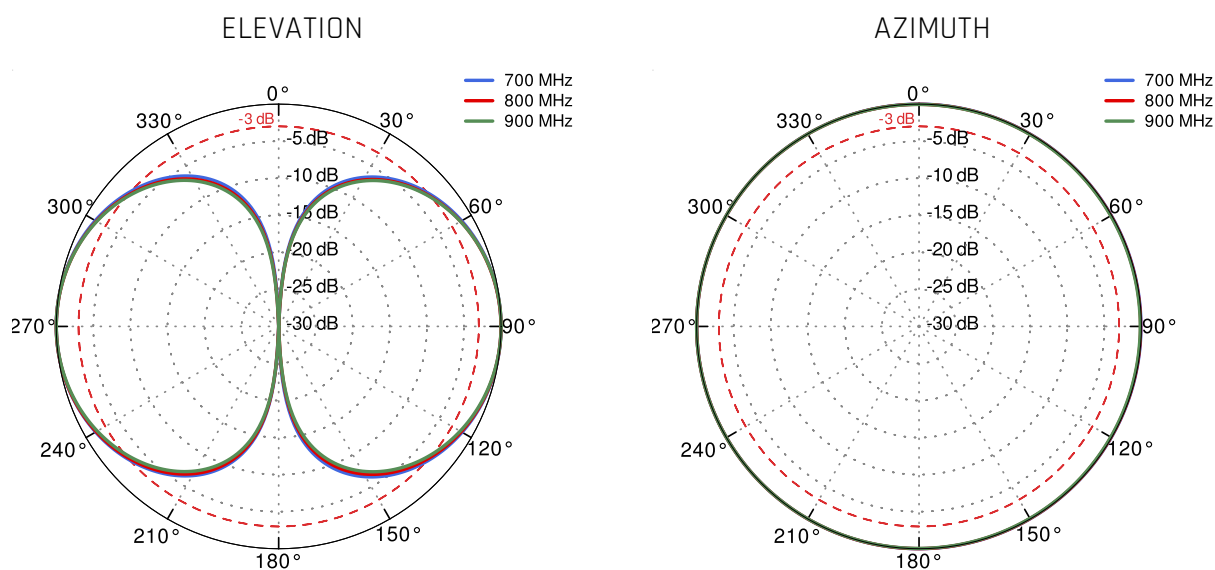 ELEVATION
700 MHz
800 MHz
900 MHz
0°
330°
30°
-3 dB
-5 dB
-10 dB
300°
60°
-15 dB
-20 dB
-25 dB
270°
-30 dB
90°
240°
120°
210°
150°
180°
AZIMUTH
700 MHz
800 MHz
900 MHz
0°
330°
30°
-3 dB
-5 dB
-10 dB
300°
60°
-15 dB
-20 dB
-25 dB
270°
-30 dB
90°
240°
120°
210°
150°
180°